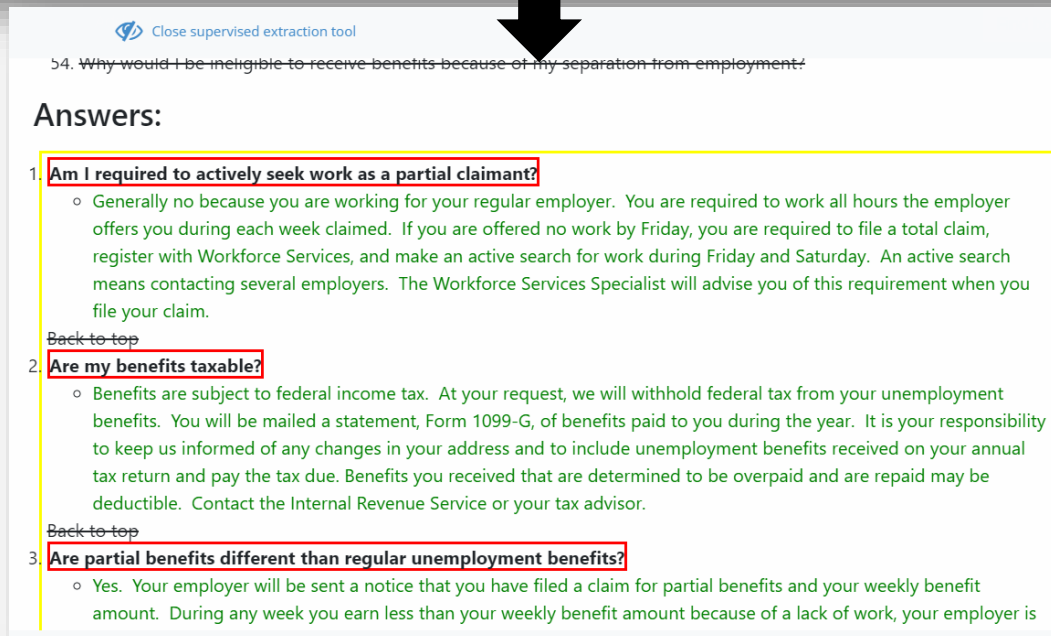 Close supervised extraction tool
54. Why would I be ineligible to receive benefits because of my separation from employment?
Answers:
1. Am I required to actively seek work as a partial claimant?
Generally no because you are working for your regular employer.  You are required to work all hours the employer
offers you during each week claimed.  If you are offered no work by Friday, you are required to file a total claim,
register with Workforce Services, and make an active search for work during Friday and Saturday.  An active search
means contacting several employers.  The Workforce Services Specialist will advise you of this requirement when you
file your claim.
Back to top
2. Are my benefits taxable?
Benefits are subject to federal income tax.  At your request, we will withhold federal tax from your unemployment
benefits.  You will be mailed a statement, Form 1099-G, of benefits paid to you during the year.  It is your responsibility
to keep us informed of any changes in your address and to include unemployment benefits received on your annual
tax return and pay the tax due. Benefits you received that are determined to be overpaid and are repaid may be
deductible.  Contact the Internal Revenue Service or your tax advisor.
Back to top
3. Are partial benefits different than regular unemployment benefits?
Yes.  Your employer will be sent a notice that you have filed a claim for partial benefits and your weekly benefit
amount.  During any week you earn less than your weekly benefit amount because of a lack of work, your employer is